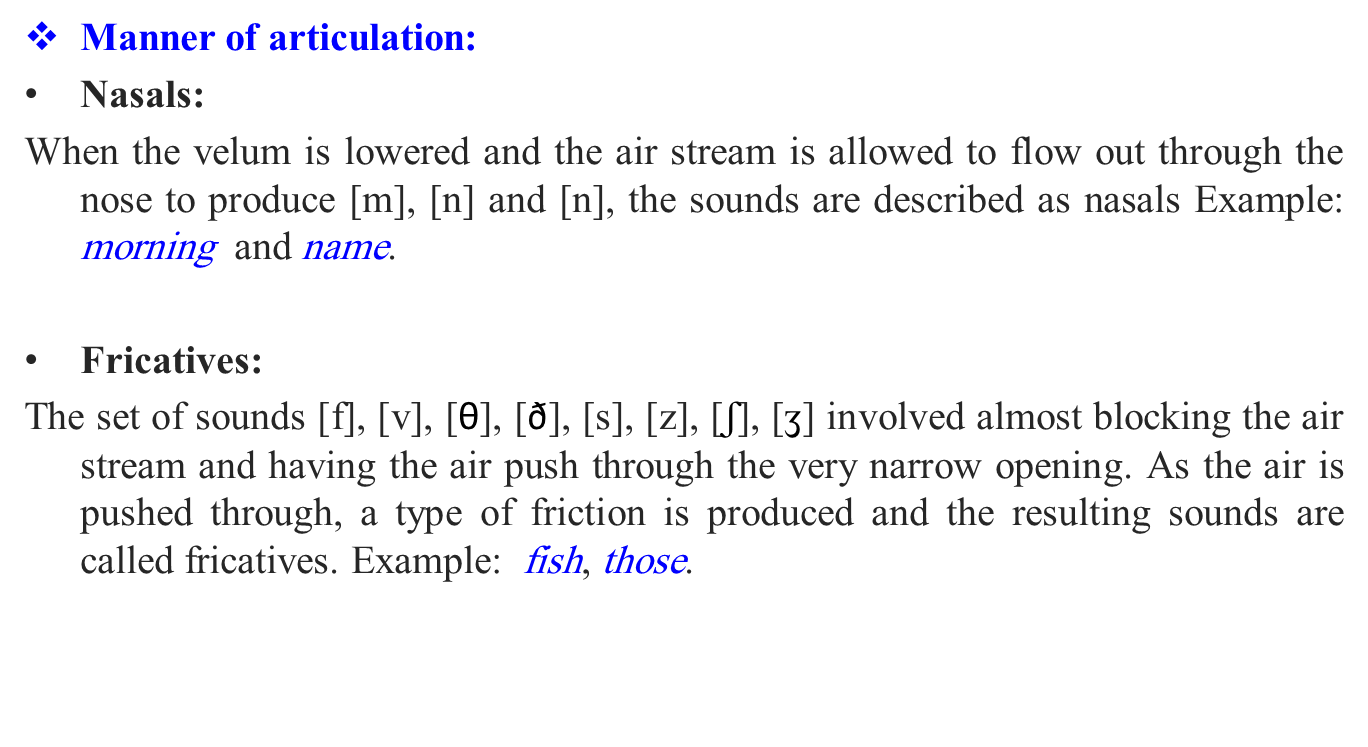 ❖ Manner of articulation:
• Nasals:
When the velum is lowered and the air stream is allowed to flow out through the
nose to produce [m], [n] and [n], the sounds are described as nasals Example:
morning and name.
• Fricatives:
The set of sounds [f], [v], [θ], [ð], [s], [z], [ʃ], [ʒ] involved almost blocking the air
stream and having the air push through the very narrow opening. As the air is
pushed through, a type of friction is produced and the resulting sounds are
called fricatives. Example: fish, those.